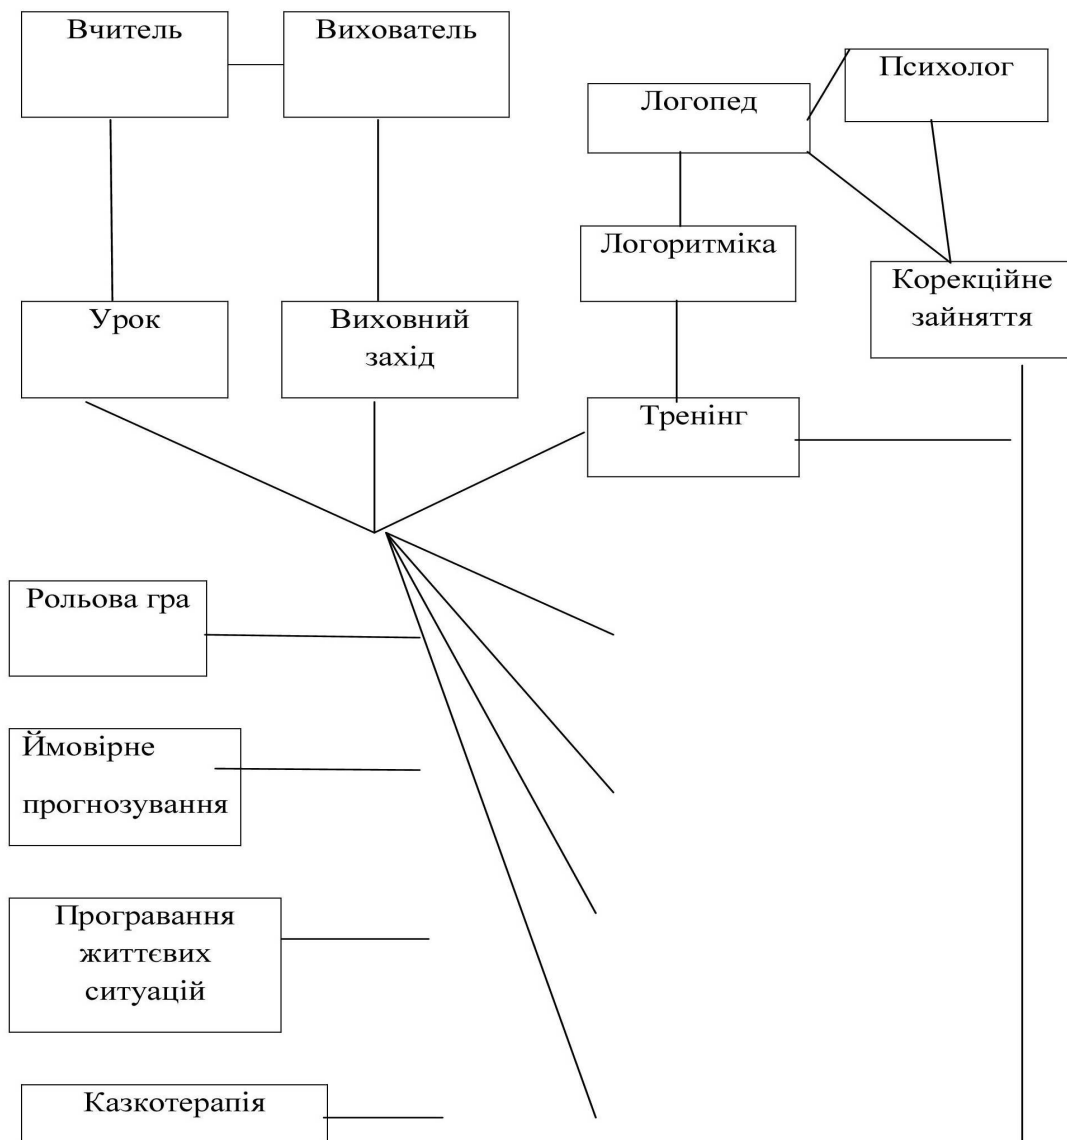 Вчитель
Вихователь
Логопед
Психолог
Логоритміка
Корекційне
зайняття
Урок
Виховний
захід
Тренінг
Рольова гра
Ймовірне
прогнозування
Програвання
життєвих
ситуацій
Казкотерапія